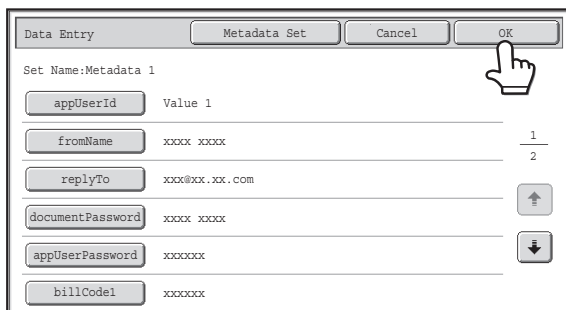 Data Entry Metadata Set Cancel OK
Set Name:Metadata 1
appUserId Value 1
fromName xxxx xxxx
1
2
replyTo xxx@xx.xx.com
documentPassword xxxx xxxx
appUserPassword xxxxxx
billCode1 xxxxxx